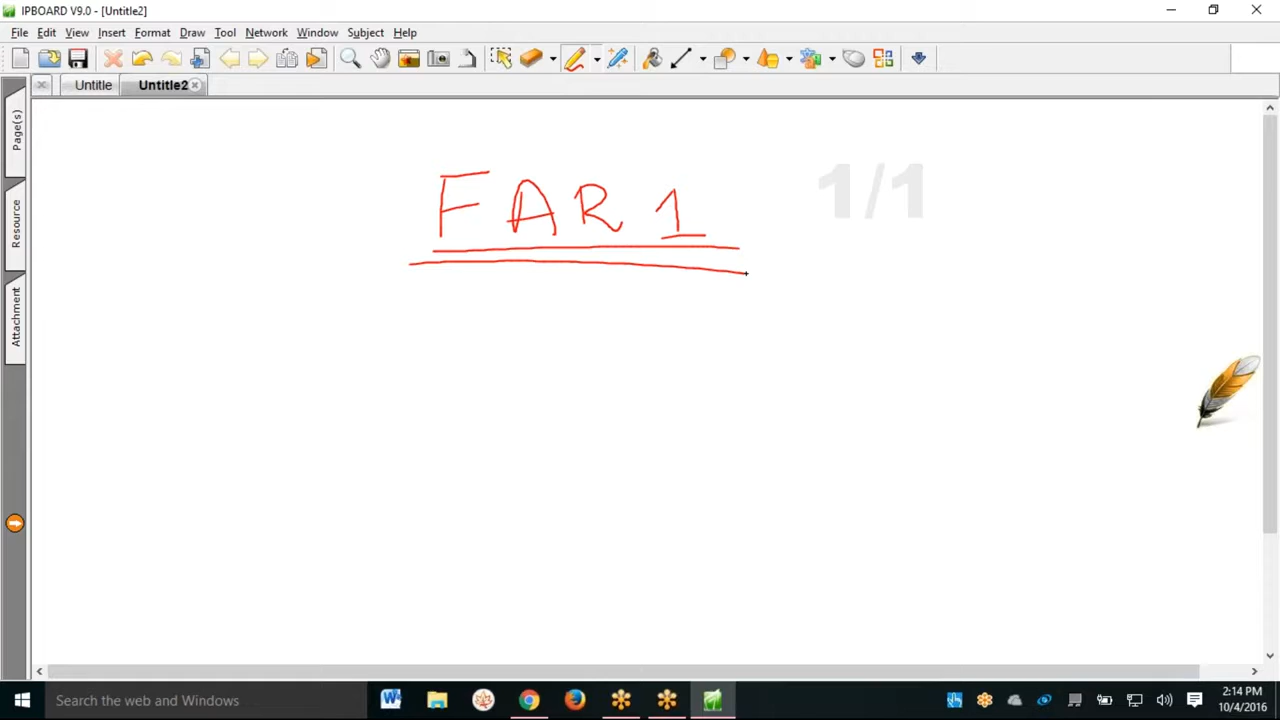 IPBOARD V9.0 - [Untitle2]
File Edit View Insert Format Draw Tool Network Window Subject Help
Untitle Untitle2
Page(s)
Resource
Attachment
FAR 1
1/1
Search the web and Windows
2:14 PM
10/4/2016